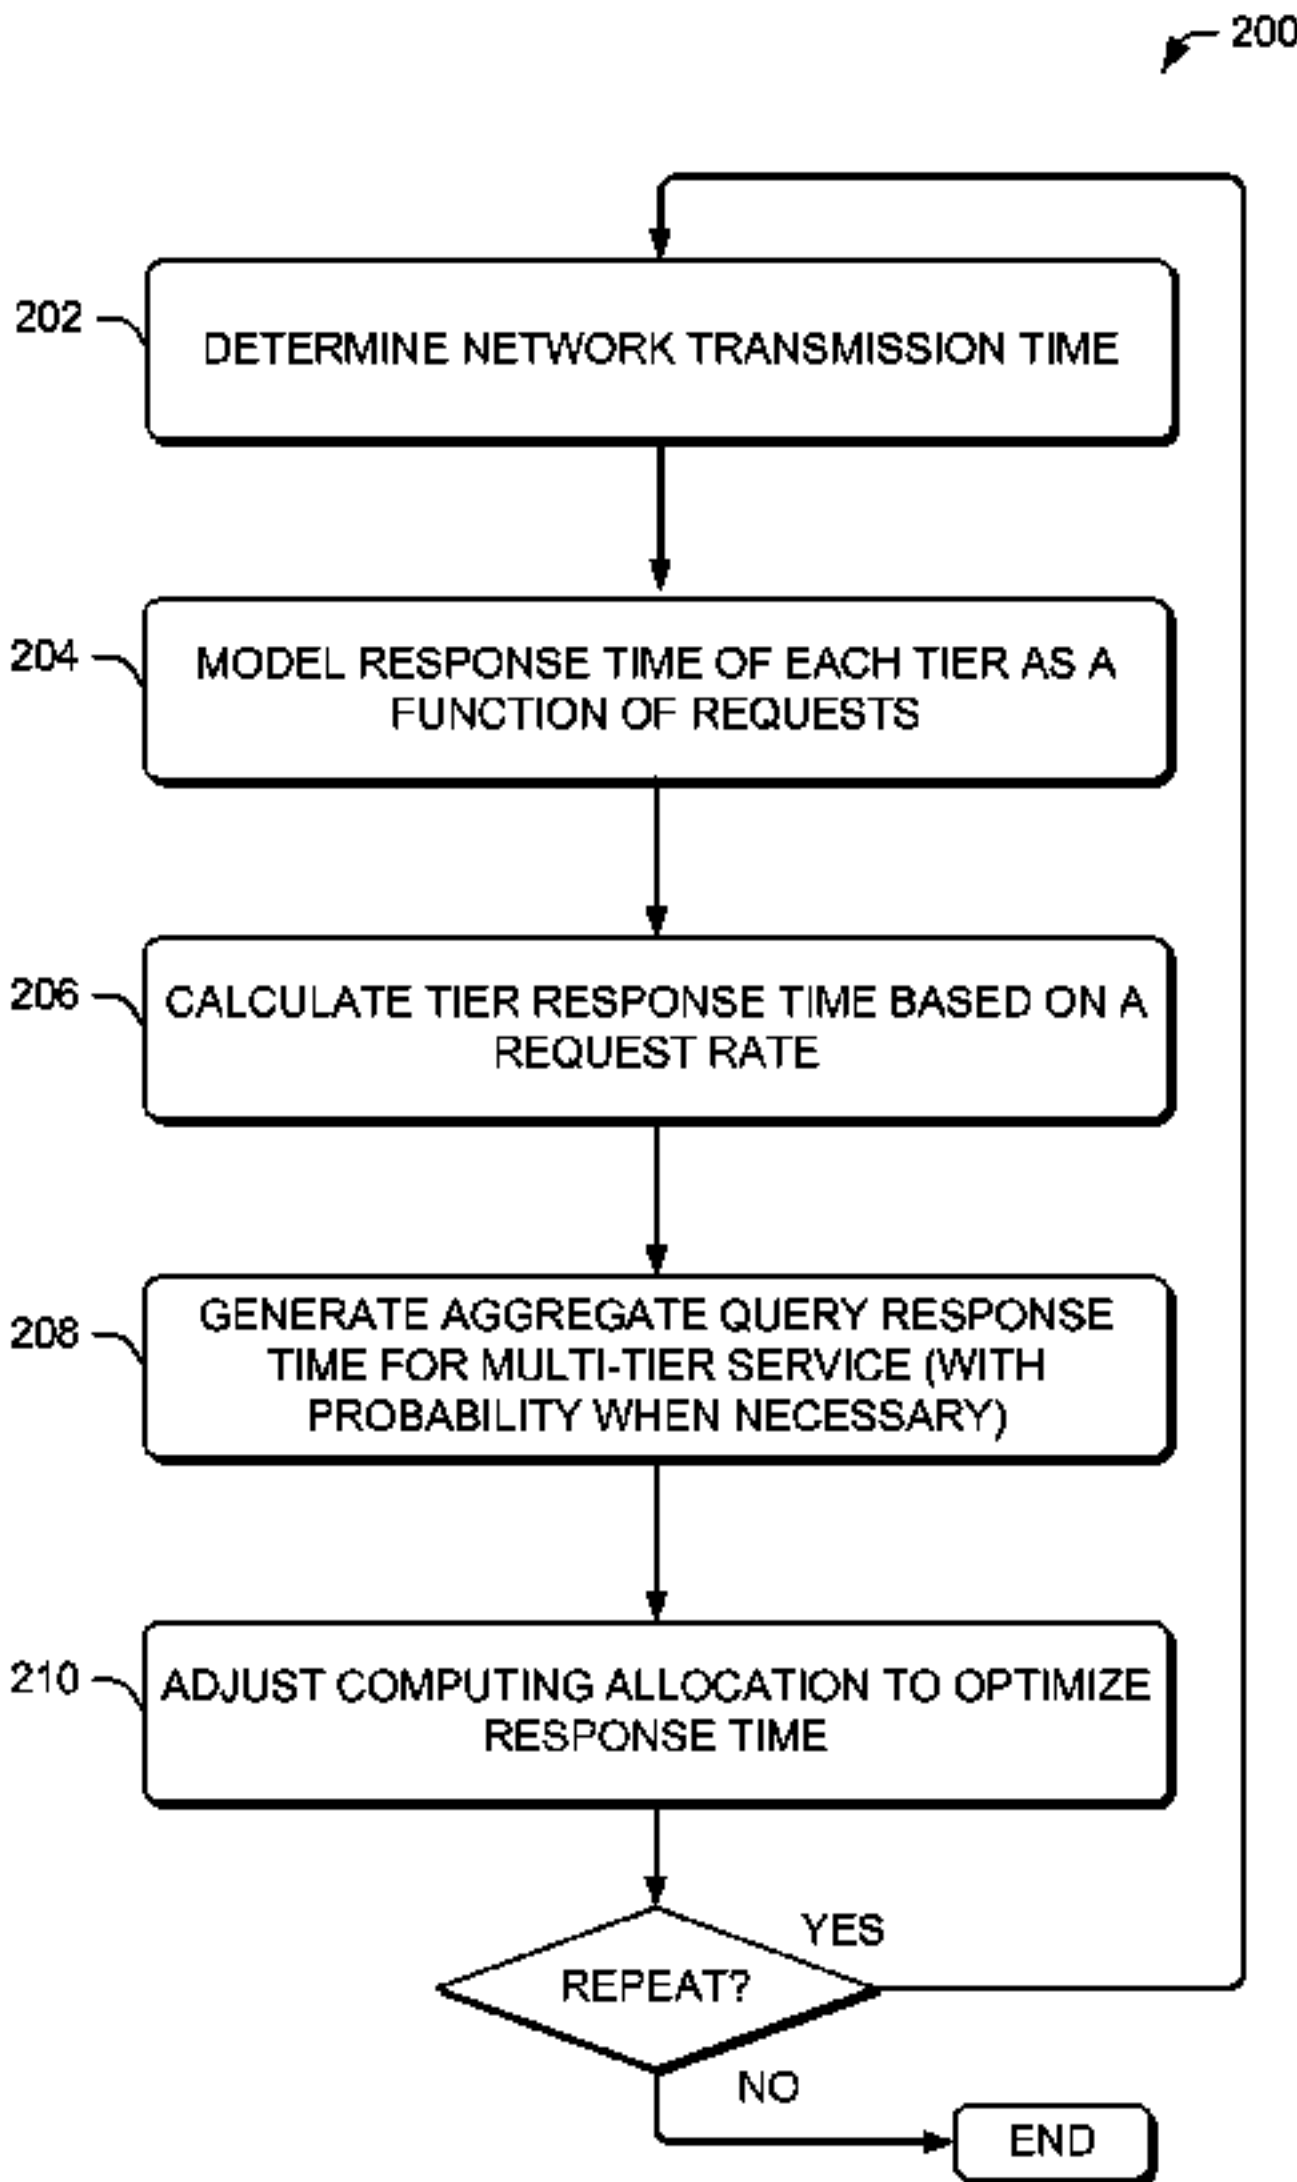 200
202
DETERMINE NETWORK TRANSMISSION TIME
204
MODEL RESPONSE TIME OF EACH TIER AS A
FUNCTION OF REQUESTS
206
CALCULATE TIER RESPONSE TIME BASED ON A
REQUEST RATE
208
GENERATE AGGREGATE QUERY RESPONSE
TIME FOR MULTI-TIER SERVICE (WITH
PROBABILITY WHEN NECESSARY)
210
ADJUST COMPUTING ALLOCATION TO OPTIMIZE
RESPONSE TIME
YES
REPEAT?
NO
END